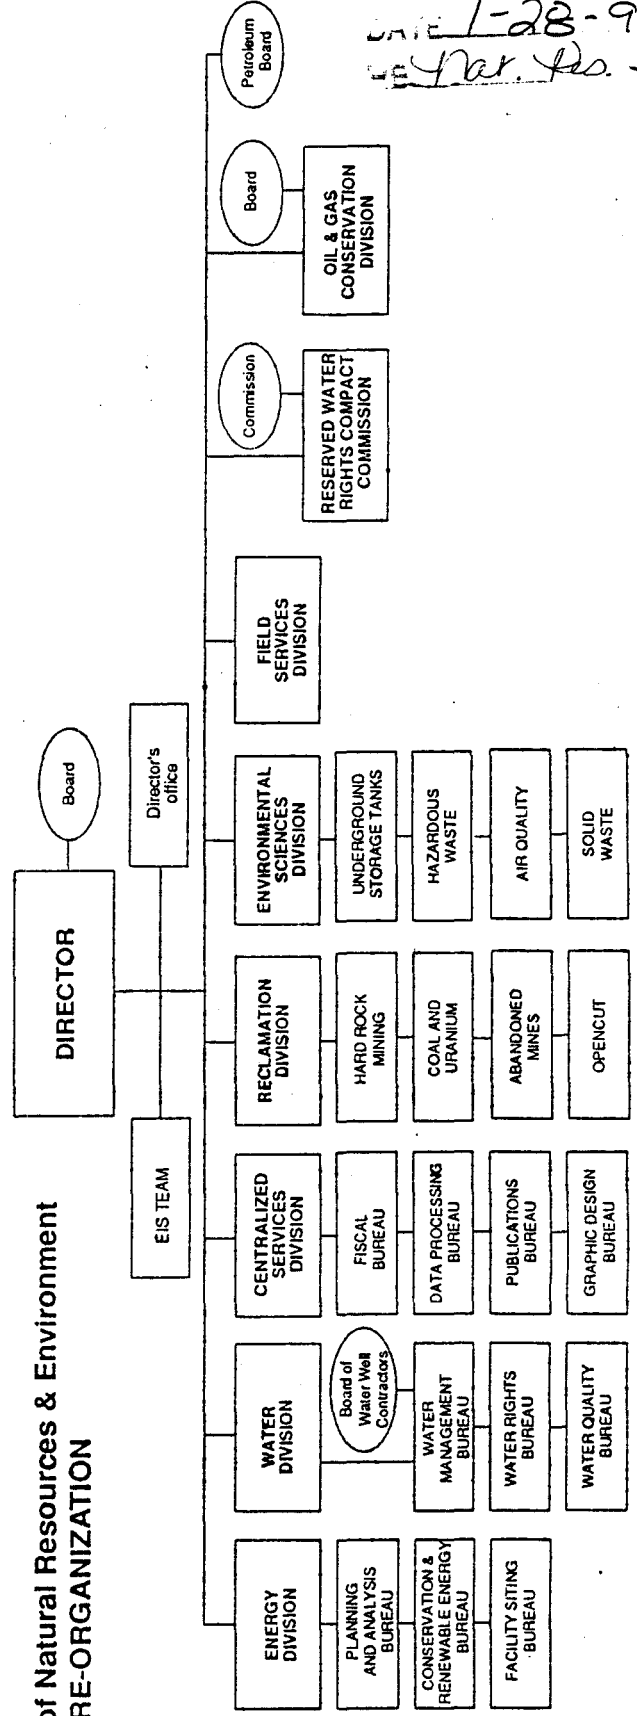 of Natural Resources & Environment
RE-ORGANIZATION
DATE 1-28-9
Nat. Res.
DIRECTOR
Board
EIS TEAM
Director's
office
ENERGY
DIVISION
PLANNING
AND ANALYSIS
BUREAU
CONSERVATION &
RENEWABLE ENERGY
BUREAU
FACILITY SITING
BUREAU
WATER
DIVISION
Board of
Water Well
Contractors
WATER
MANAGEMENT
BUREAU
WATER RIGHTS
BUREAU
WATER QUALITY
BUREAU
CENTRALIZED
SERVICES
DIVISION
FISCAL
BUREAU
DATA PROCESSING
BUREAU
PUBLICATIONS
BUREAU
GRAPHIC DESIGN
BUREAU
RECLAMATION
DIVISION
HARD ROCK
MINING
COAL AND
URANIUM
ABANDONED
MINES
OPENCUT
ENVIRONMENTAL
SCIENCES
DIVISION
UNDERGROUND
STORAGE TANKS
HAZARDOUS
WASTE
AIR QUALITY
SOLID
WASTE
FIELD
SERVICES
DIVISION
Commission
RESERVED WATER
RIGHTS COMPACT
COMMISSION
Board
OIL & GAS
CONSERVATION
DIVISION
Petroleum
Board